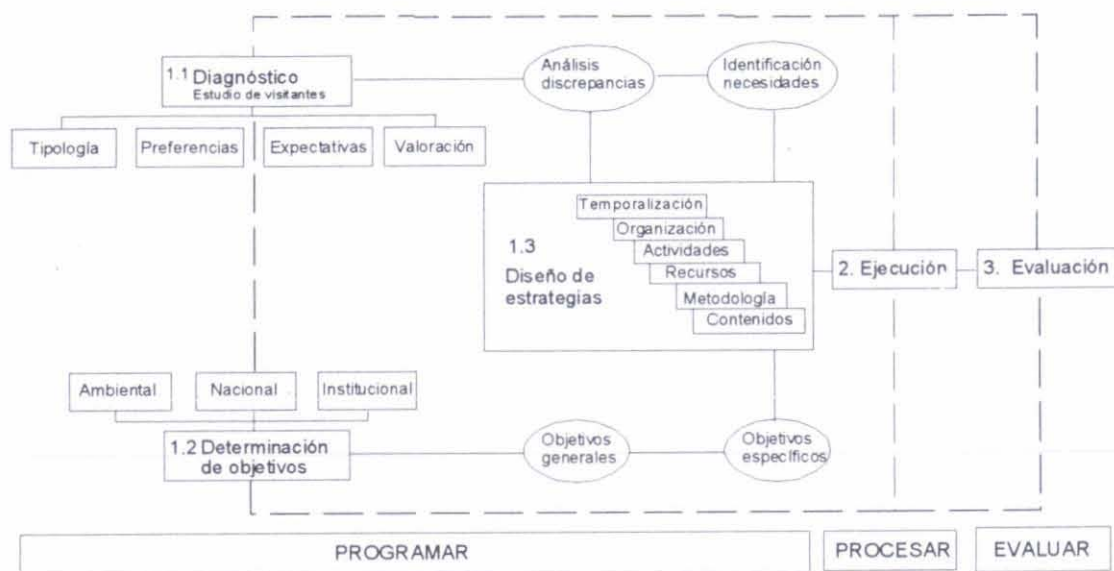 1.1 Diagnóstico
Estudio de visitantes
Análisis
discrepancias
Identificación
necesidades
Tipología
Preferencias
Expectativas
Valoración
1.3
Diseño de
estrategias
Temporalización
Organización
Actividades
Recursos
Metodología
Contenidos
2. Ejecución
3. Evaluación
Ambiental
Nacional
Institucional
1.2 Determinación
de objetivos
Objetivos
generales
Objetivos
específicos
PROGRAMAR
PROCESAR
EVALUAR